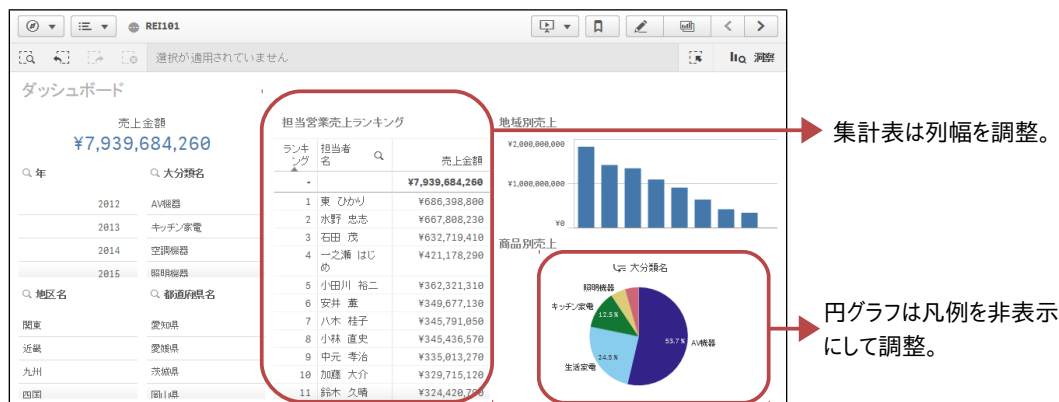 REI101
選択が適用されていません
洞察
ダッシュボード
売上金額
¥7,939,684,260
年
大分類名
2012
AV機器
2013
キッチン家電
2014
空調機器
2015
照明機器
地区名
都道府県名
関東
愛知県
近畿
愛媛県
九州
茨城県
四国
岡山県
担当営業売上ランキング
ランキ
ング
担当者
名
売上金額
-
¥7,939,684,260
1 東 ひかり ¥686,398,800
2 水野 忠志 ¥667,808,230
3 石田 茂 ¥632,719,410
4 一之瀬 はじ ¥421,178,290
め
5 小田川 裕二 ¥362,321,310
6 安井 薫 ¥349,677,130
7 八木 桂子 ¥345,791,050
8 小林 直史 ¥345,436,570
9 中元 孝治 ¥335,013,270
10 加藤 大介 ¥329,715,120
11 鈴木 久晴
地域別売上
¥2,000,000,000
¥1,000,000,000
¥0
商品別売上
大分類名
照明機器
キッチン家電
12.5%
53.7% AV機器
24.5%
生活家電
集計表は列幅を調整。
円グラフは凡例を非表示
にして調整。